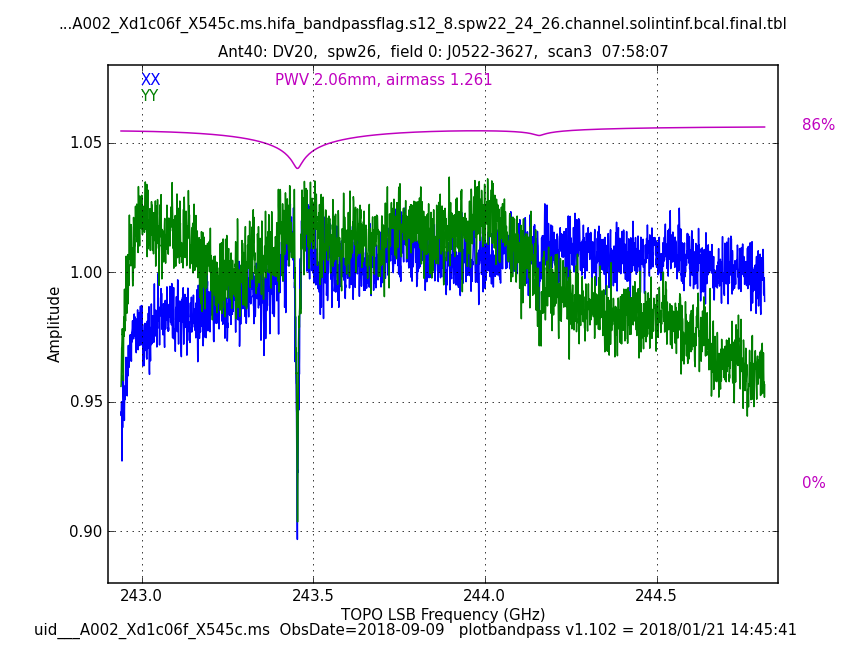 ...A002_Xd1c06f_X545c.ms.hifa_bandpassflag.s12_8.spw22_24_26.channel.solintinf.bcal.final.tbl
Ant40: DV20,  spw26,  field 0: J0522-3627,  scan3  07:58:07
XX
PWV 2.06mm, airmass 1.261
YY
86%
1.05
1.00
0.95
0.90
0%
Amplitude
243.0 243.5 244.0 244.5
TOPO LSB Frequency (GHz)
uid___A002_Xd1c06f_X545c.ms  ObsDate=2018-09-09   plotbandpass v1.102 = 2018/01/21 14:45:41